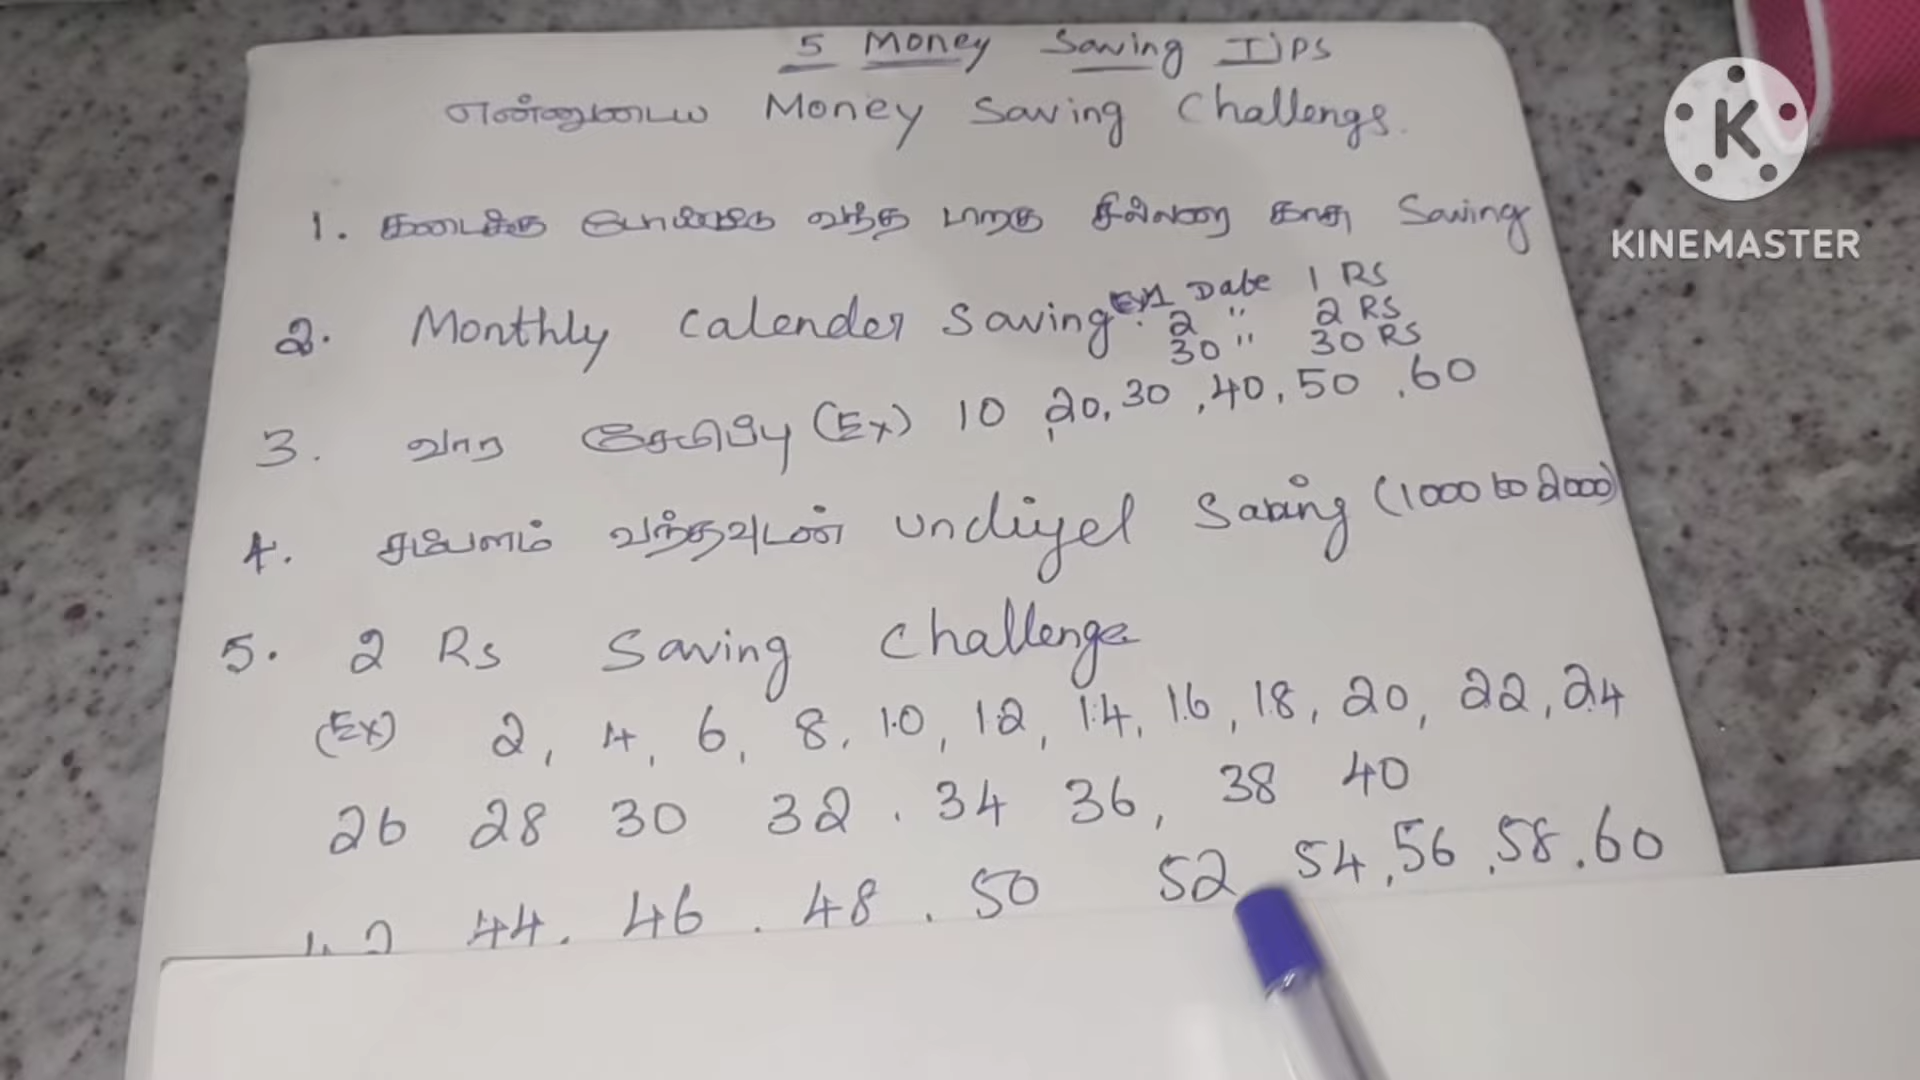 5 Money Saving TIPS
என்னுடைய Money Saving Challengs.
K
KINEMASTER
1. கடைக்கு போய்ட்டு வந்த பாறகு சில்லரை காசு Saving
2. Monthly Calender Saving Ex 1 Date 1 RS
2 " 2 RS
30 " 30 RS
3. வார சேமிப்பு (Ex) 10, 20, 30, 40, 50, 60
4. சம்பளம் வந்தவுடன் undiyel Saving (1000 to 2000)
5. 2 Rs Saving Challenge
(Ex) 2, 4, 6, 8, 10, 12, 14, 16, 18, 20, 22, 24
26 28 30 32. 34 36, 38 40
44. 46. 48. 50 52 54, 56. 58. 60